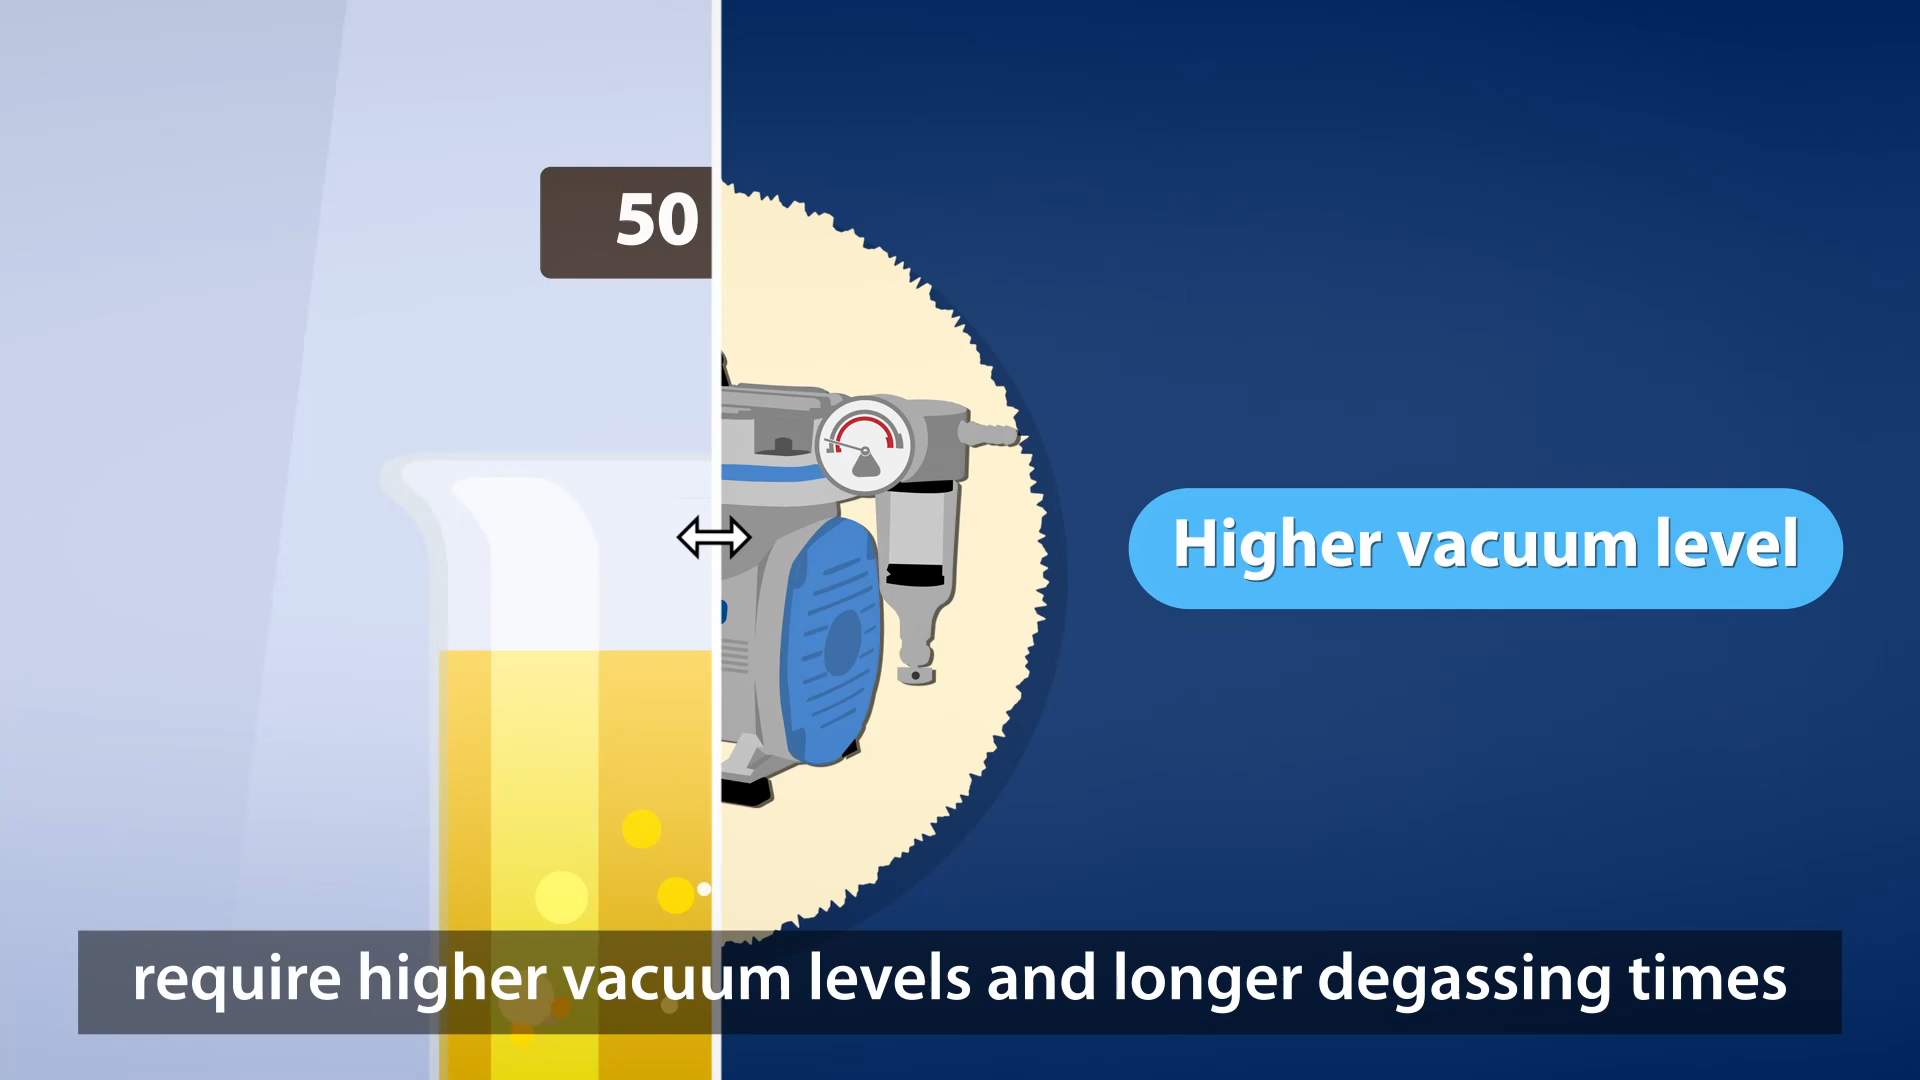 50
Higher vacuum level
require higher vacuum levels and longer degassing times